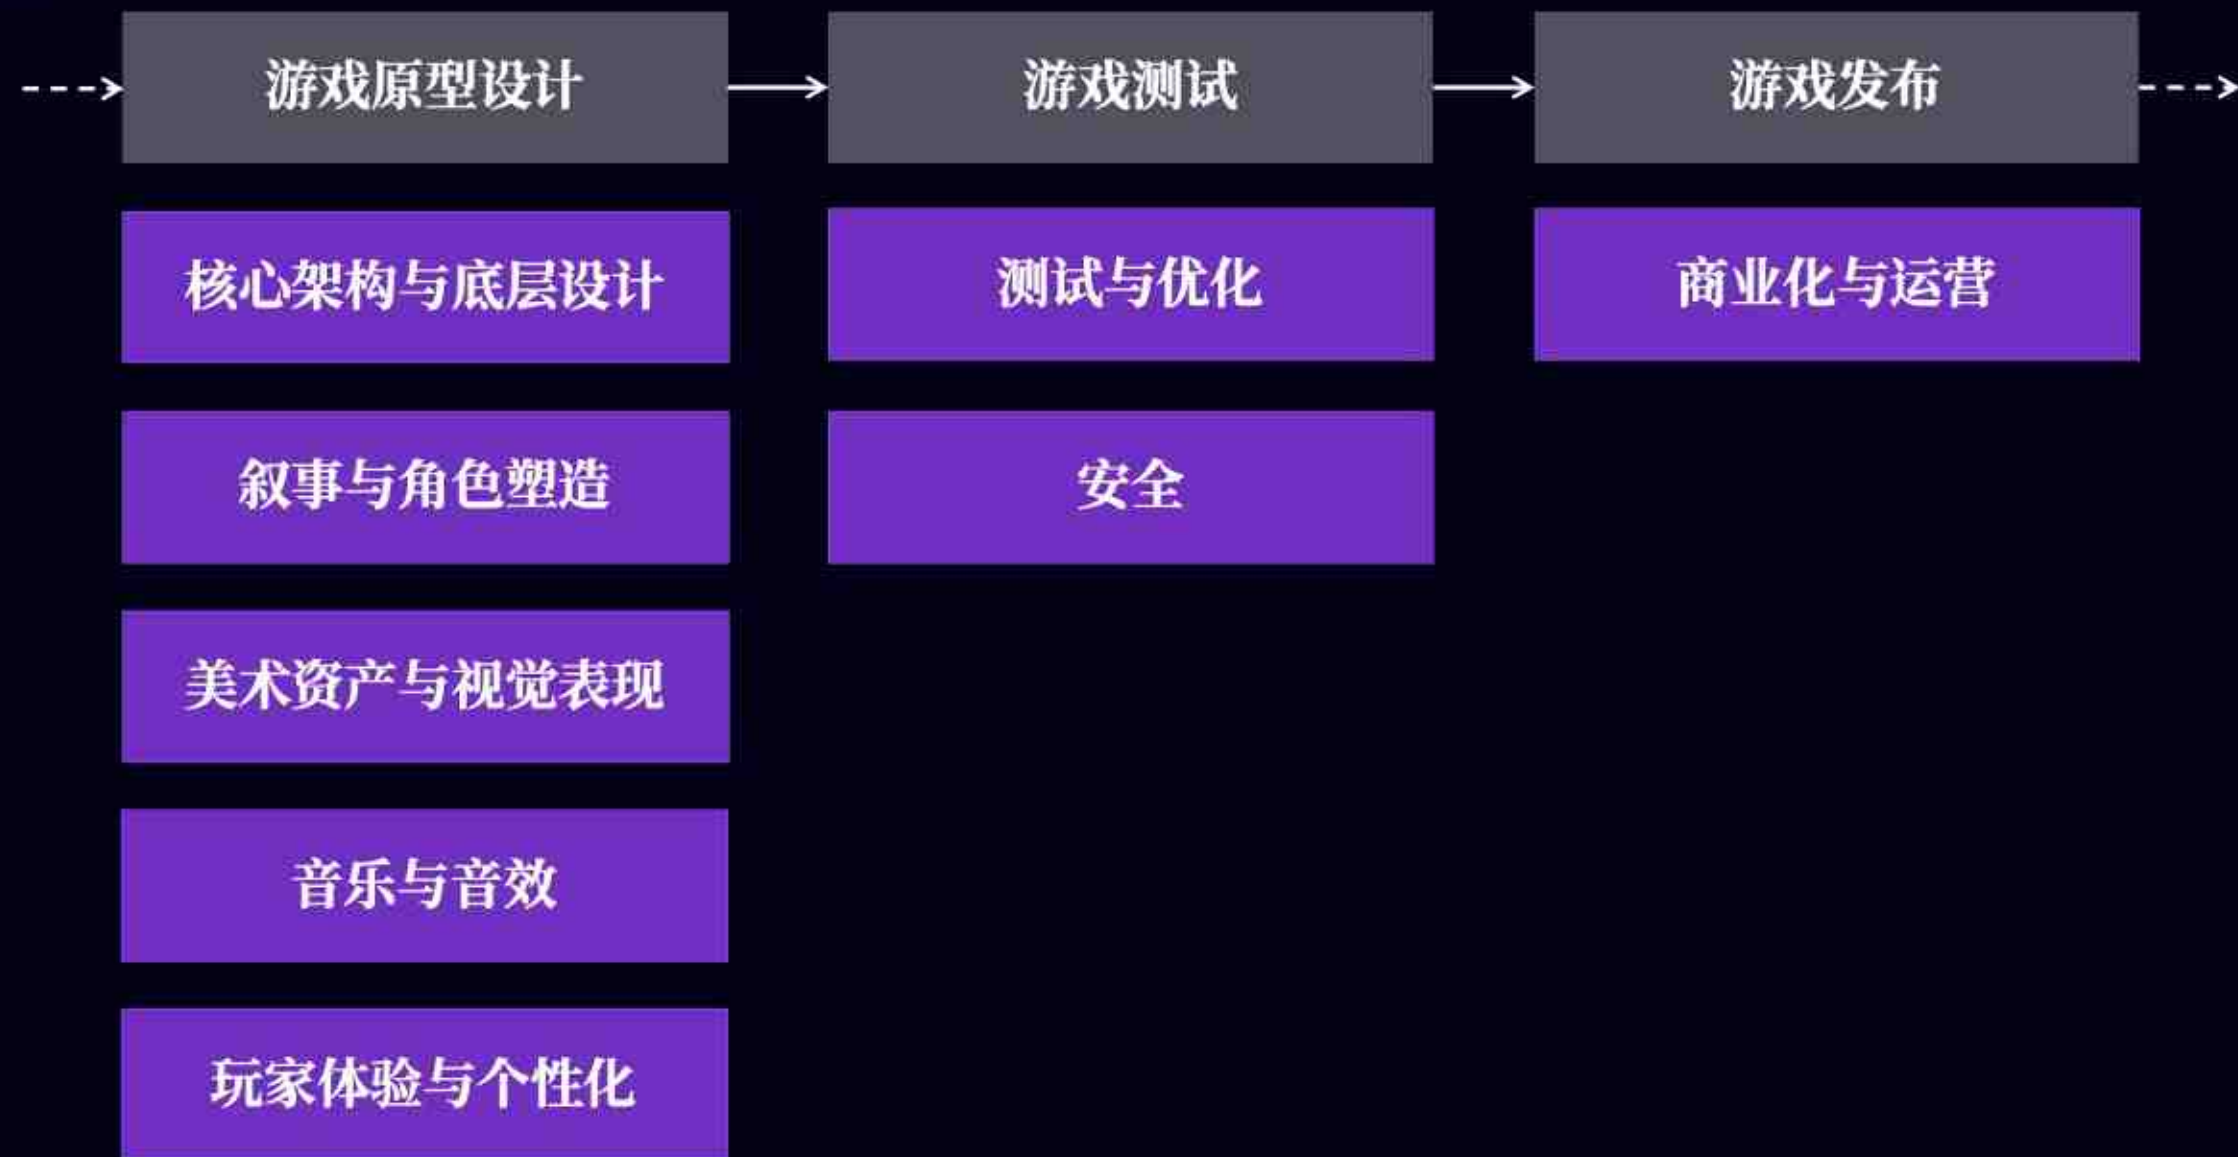 游戏原型设计
游戏测试
游戏发布
核心架构与底层设计
测试与优化
商业化与运营
叙事与角色塑造
安全
美术资产与视觉表现
音乐与音效
玩家体验与个性化